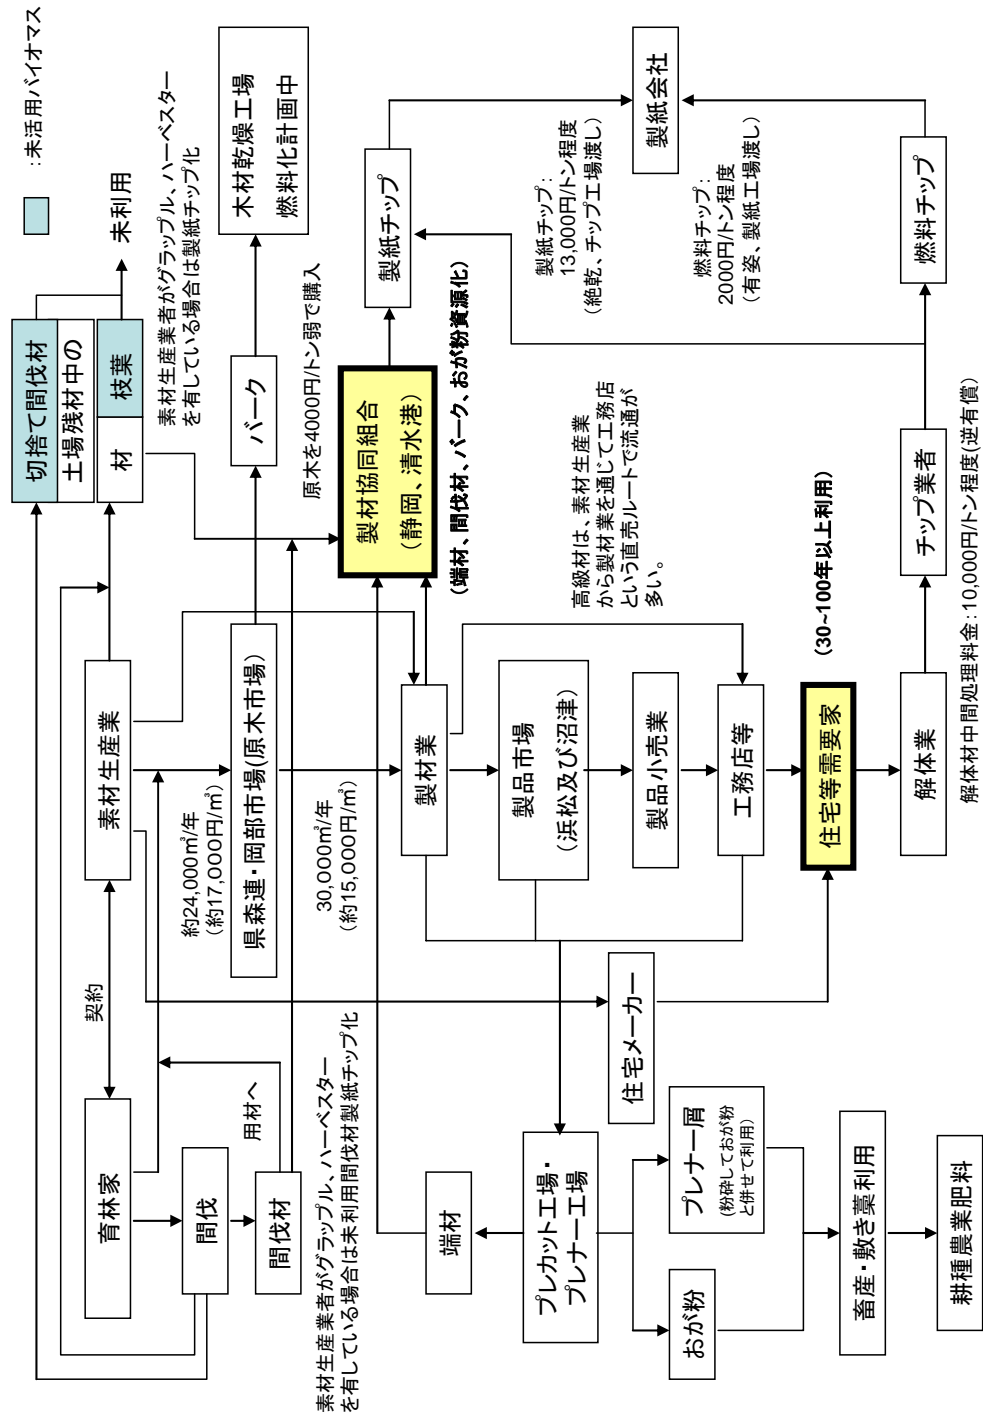 ：未活用バイオマス
育林家
契約
素材生産業
切捨て間伐材
土場残材中の
材
枝葉
未利用
素材生産業者がグラップル、ハーベスター
を有している場合は製紙チップ化
間伐
間伐材
用材へ
素材生産業者がグラップル、ハーベスター
を有している場合は未利用間伐材製紙チップ化
約24,000㎥/年
（約17,000円/㎥）
県森連・岡部市場(原木市場)
バーク
木材乾燥工場
燃料化計画中
30,000㎥/年
（約15,000円/㎥）
原木を4000円/トン弱で購入
製材業
製材協同組合
（静岡、清水港）
（端材、間伐材、バーク、おが粉資源化）
製紙チップ
製品市場
（浜松及び沼津）
製品小売業
工務店等
高級材は、素材生産業
から製材業を通じて工務店
という直売ルートで流通が
多い。
製紙チップ：
13,000円/トン程度
（絶乾、チップ工場渡し）
製紙会社
燃料チップ：
2000円/トン程度
（有姿、製紙工場渡し）
端材
プレカット工場・
プレナー工場
住宅メーカー
住宅等需要家
（30~100年以上利用）
おが粉
プレナー屑
(粉砕しておが粉
と併せて利用)
畜産・敷き藁利用
耕種農業肥料
解体業
チップ業者
燃料チップ
解体材中間処理料金：10,000円/トン程度(逆有償)